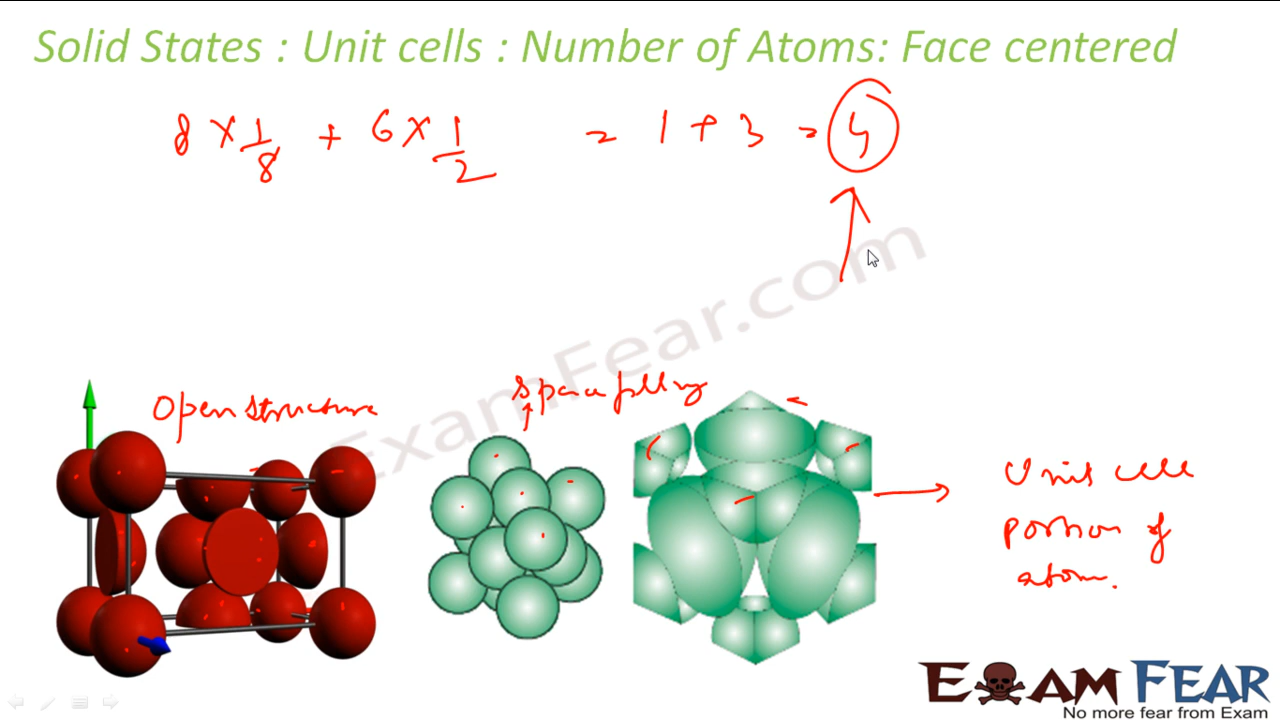 Solid States : Unit cells : Number of Atoms: Face centered
8 × 1/8 + 6 × 1/2 = 1 + 3 = 4
ExamFear.com
Open structure
Space filling
Unit cell
portion of
atom.
EXAM FEAR
No more fear from Exam